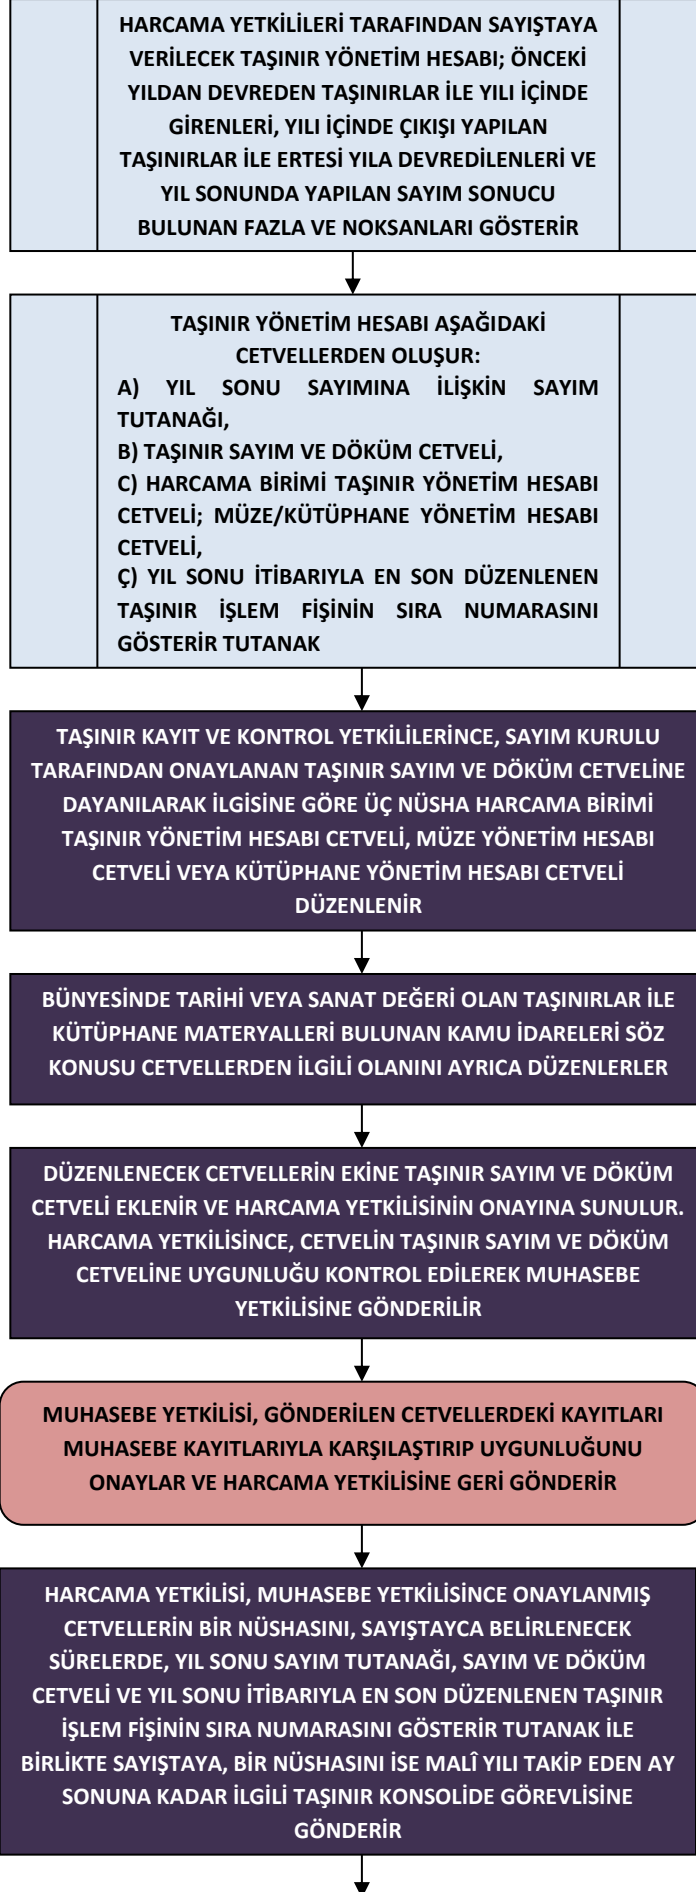 HARCAMA YETKİLİLERİ TARAFINDAN SAYIŞTAYA
VERİLECEK TAŞINIR YÖNETİM HESABI; ÖNCEKİ
YILDAN DEVREDEN TAŞINIRLAR İLE YILI İÇİNDE
GİRENLERİ, YILI İÇİNDE ÇIKIŞI YAPILAN
TAŞINIRLAR İLE ERTESİ YILA DEVREDİLENLERİ VE
YIL SONUNDA YAPILAN SAYIM SONUCU
BULUNAN FAZLA VE NOKSANLARI GÖSTERİR
TAŞINIR YÖNETİM HESABI AŞAĞIDAKİ
CETVELLERDEN OLUŞUR:
A) YIL SONU SAYIMINA İLİŞKİN SAYIM
TUTANAĞI,
B) TAŞINIR SAYIM VE DÖKÜM CETVELİ,
C) HARCAMA BİRİMİ TAŞINIR YÖNETİM HESABI
CETVELİ; MÜZE/KÜTÜPHANE YÖNETİM HESABI
CETVELİ,
Ç) YIL SONU İTİBARIYLA EN SON DÜZENLENEN
TAŞINIR İŞLEM FİŞİNİN SIRA NUMARASINI
GÖSTERİR TUTANAK
TAŞINIR KAYIT VE KONTROL YETKİLİLERİNCE, SAYIM KURULU
TARAFINDAN ONAYLANAN TAŞINIR SAYIM VE DÖKÜM CETVELİNE
DAYANILARAK İLGİSİNE GÖRE ÜÇ NÜSHA HARCAMA BİRİMİ
TAŞINIR YÖNETİM HESABI CETVELİ, MÜZE YÖNETİM HESABI
CETVELİ VEYA KÜTÜPHANE YÖNETİM HESABI CETVELİ
DÜZENLENİR
BÜNYESİNDE TARİHİ VEYA SANAT DEĞERİ OLAN TAŞINIRLAR İLE
KÜTÜPHANE MATERYALLERİ BULUNAN KAMU İDARELERİ SÖZ
KONUSU CETVELLERDEN İLGİLİ OLANINI AYRICA DÜZENLERLER
DÜZENLENECEK CETVELLERİN EKİNE TAŞINIR SAYIM VE DÖKÜM
CETVELİ EKLENİR VE HARCAMA YETKİLİSİNİN ONAYINA SUNULUR.
HARCAMA YETKİLİSİNCE, CETVELİN TAŞINIR SAYIM VE DÖKÜM
CETVELİNE UYGUNLUĞU KONTROL EDİLEREK MUHASEBE
YETKİLİSİNE GÖNDERİLİR
MUHASEBE YETKİLİSİ, GÖNDERİLEN CETVELLERDEKİ KAYITLARI
MUHASEBE KAYITLARIYLA KARŞILAŞTIRIP UYGUNLUĞUNU
ONAYLAR VE HARCAMA YETKİLİSİNE GERİ GÖNDERİR
HARCAMA YETKİLİSİ, MUHASEBE YETKİLİSİNCE ONAYLANMIŞ
CETVELLERİN BİR NÜSHASINI, SAYIŞTAYCA BELİRLENECEK
SÜRELERDE, YIL SONU SAYIM TUTANAĞI, SAYIM VE DÖKÜM
CETVELİ VE YIL SONU İTİBARIYLA EN SON DÜZENLENEN TAŞINIR
İŞLEM FİŞİNİN SIRA NUMARASINI GÖSTERİR TUTANAK İLE
BİRLİKTE SAYIŞTAYA, BİR NÜSHASINI İSE MALÎ YILI TAKİP EDEN AY
SONUNA KADAR İLGİLİ TAŞINIR KONSOLİDE GÖREVLİSİNE
GÖNDERİR